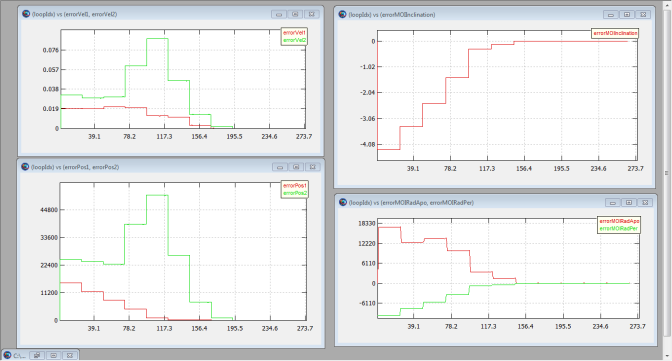 (loopIdx) vs (errorVel1, errorVel2)
errorVel1
errorVel2
0.076
0.057
0.038
0.019
0
39.1 78.2 117.3 156.4 195.5 234.6 273.7
(loopIdx) vs (errorMOIInclination)
errorMOIInclination
0
-1.02
-2.04
-3.06
-4.08
39.1 78.2 117.3 156.4 195.5 234.6 273.7
(loopIdx) vs (errorPos1, errorPos2)
errorPos1
errorPos2
44800
33600
22400
11200
0
39.1 78.2 117.3 156.4 195.5 234.6 273.7
(loopIdx) vs (errorMOIRadApo, errorMOIRadPer)
errorMOIRadApo
errorMOIRadPer
18330
12220
6110
0
-6110
39.1 78.2 117.3 156.4 195.5 234.6 273.7
C:\...